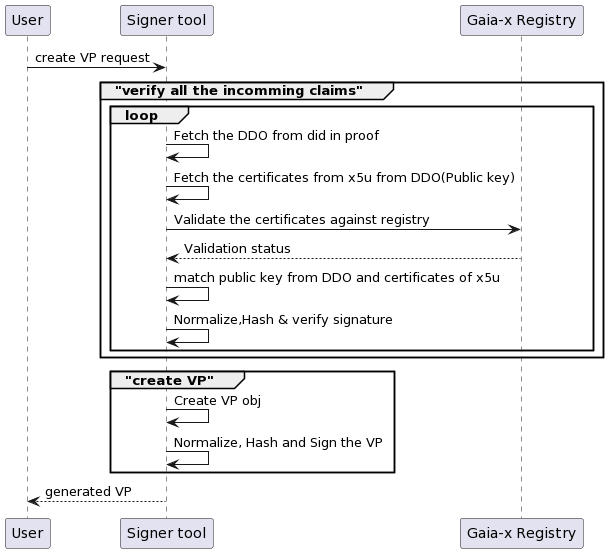 User Signer tool Gaia-x Registry
create VP request
"verify all the incomming claims"
loop
Fetch the DDO from did in proof
Fetch the certificates from x5u from DDO(Public key)
Validate the certificates against registry
Validation status
match public key from DDO and certificates of x5u
Normalize,Hash & verify signature
"create VP"
Create VP obj
Normalize, Hash and Sign the VP
generated VP
User Signer tool Gaia-x Registry